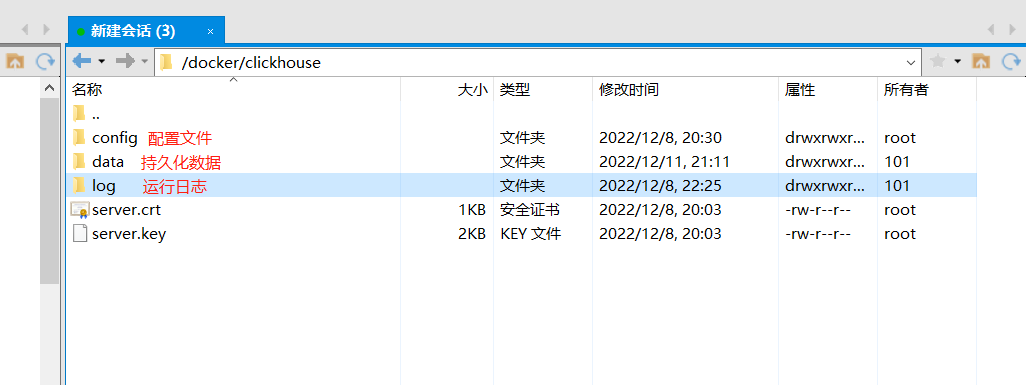 新建会话 (3) ×
/docker/clickhouse
名称 大小 类型 修改时间 属性 所有者
..
config 配置文件 文件夹 2022/12/8, 20:30 drwxrwxr... root
data 持久化数据 文件夹 2022/12/11, 21:11 drwxrwxr... 101
log 运行日志 文件夹 2022/12/8, 22:25 drwxrwxr... 101
server.crt 1KB 安全证书 2022/12/8, 20:03 -rw-r--r-- root
server.key 2KB KEY 文件 2022/12/8, 20:03 -rw-r--r-- root